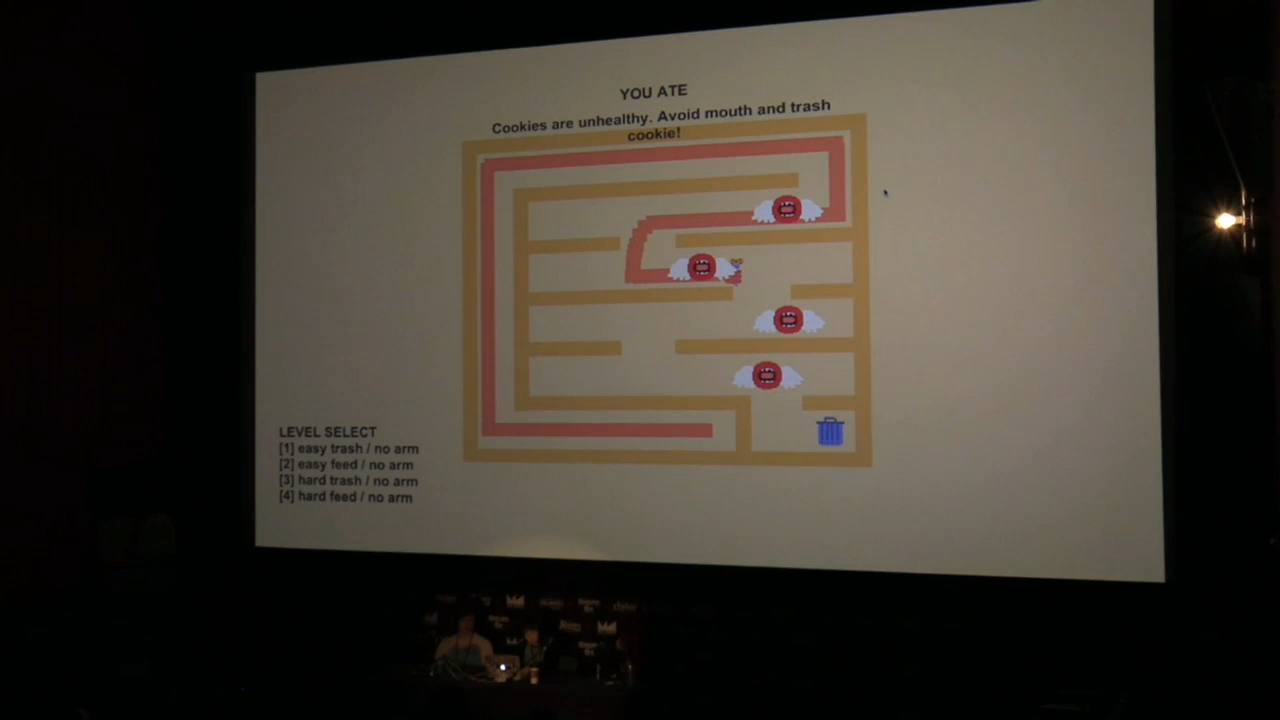 YOU ATE
Cookies are unhealthy. Avoid mouth and trash
cookie!
LEVEL SELECT
[1] easy trash / no arm
[2] easy feed / no arm
[3] hard trash / no arm
[4] hard feed / no arm